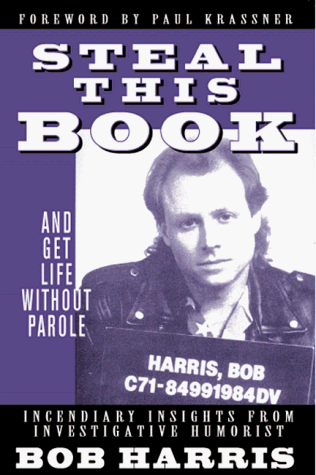 FOREWORD BY PAUL KRASSNER
STEAL
THIS
BOOK
AND
GET
LIFE
WITHOUT
PAROLE
HARRIS, BOB
C71-84991984DV
INCENDIARY INSIGHTS FROM
INVESTIGATIVE HUMORIST
BOB HARRIS